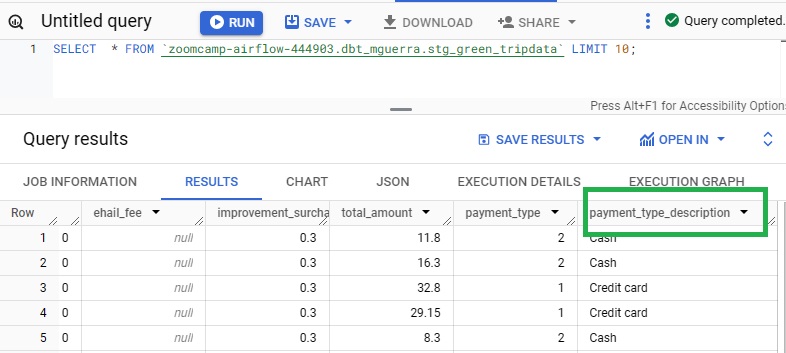 Untitled query RUN SAVE DOWNLOAD SHARE Query completed.
1 SELECT * FROM `zoomcamp-airflow-444903.dbt_mguerra.stg_green_tripdata` LIMIT 10;
Press Alt+F1 for Accessibility Options
Query results SAVE RESULTS OPEN IN
JOB INFORMATION RESULTS CHART JSON EXECUTION DETAILS EXECUTION GRAPH
Row ehail_fee improvement_surcha total_amount payment_type payment_type_description
1 0 null 0.3 11.8 2 Cash
2 0 null 0.3 16.3 2 Cash
3 0 null 0.3 32.8 1 Credit card
4 0 null 0.3 29.15 1 Credit card
5 0 null 0.3 8.3 2 Cash